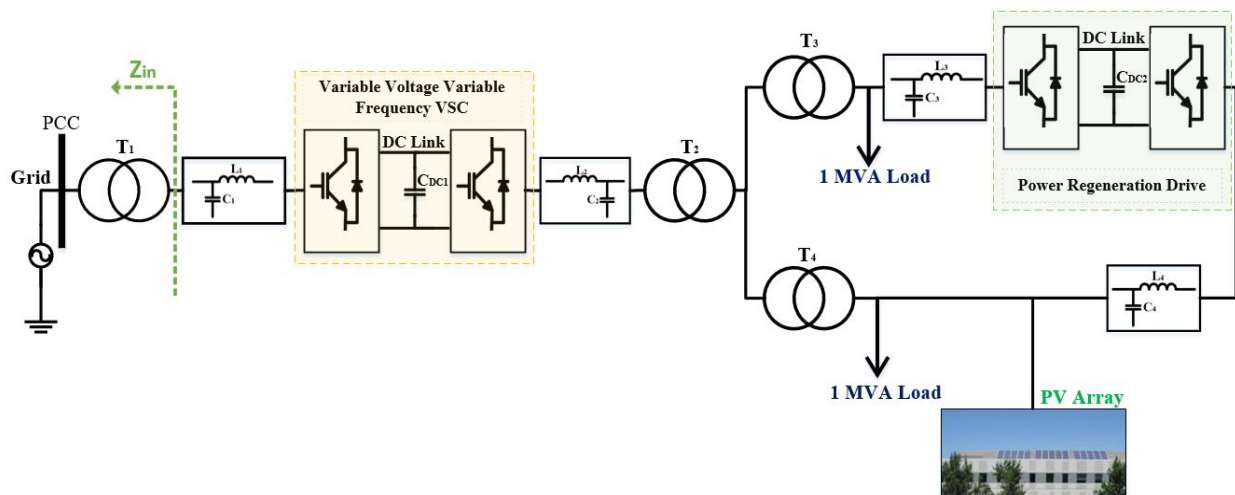 Zin
PCC
T1
Grid
L1
C1
Variable Voltage Variable
Frequency VSC
DC Link
CDC1
L2
C2
T2
T3
1 MVA Load
L3
C3
DC Link
CDC2
Power Regeneration Drive
T4
1 MVA Load
L4
C4
PV Array